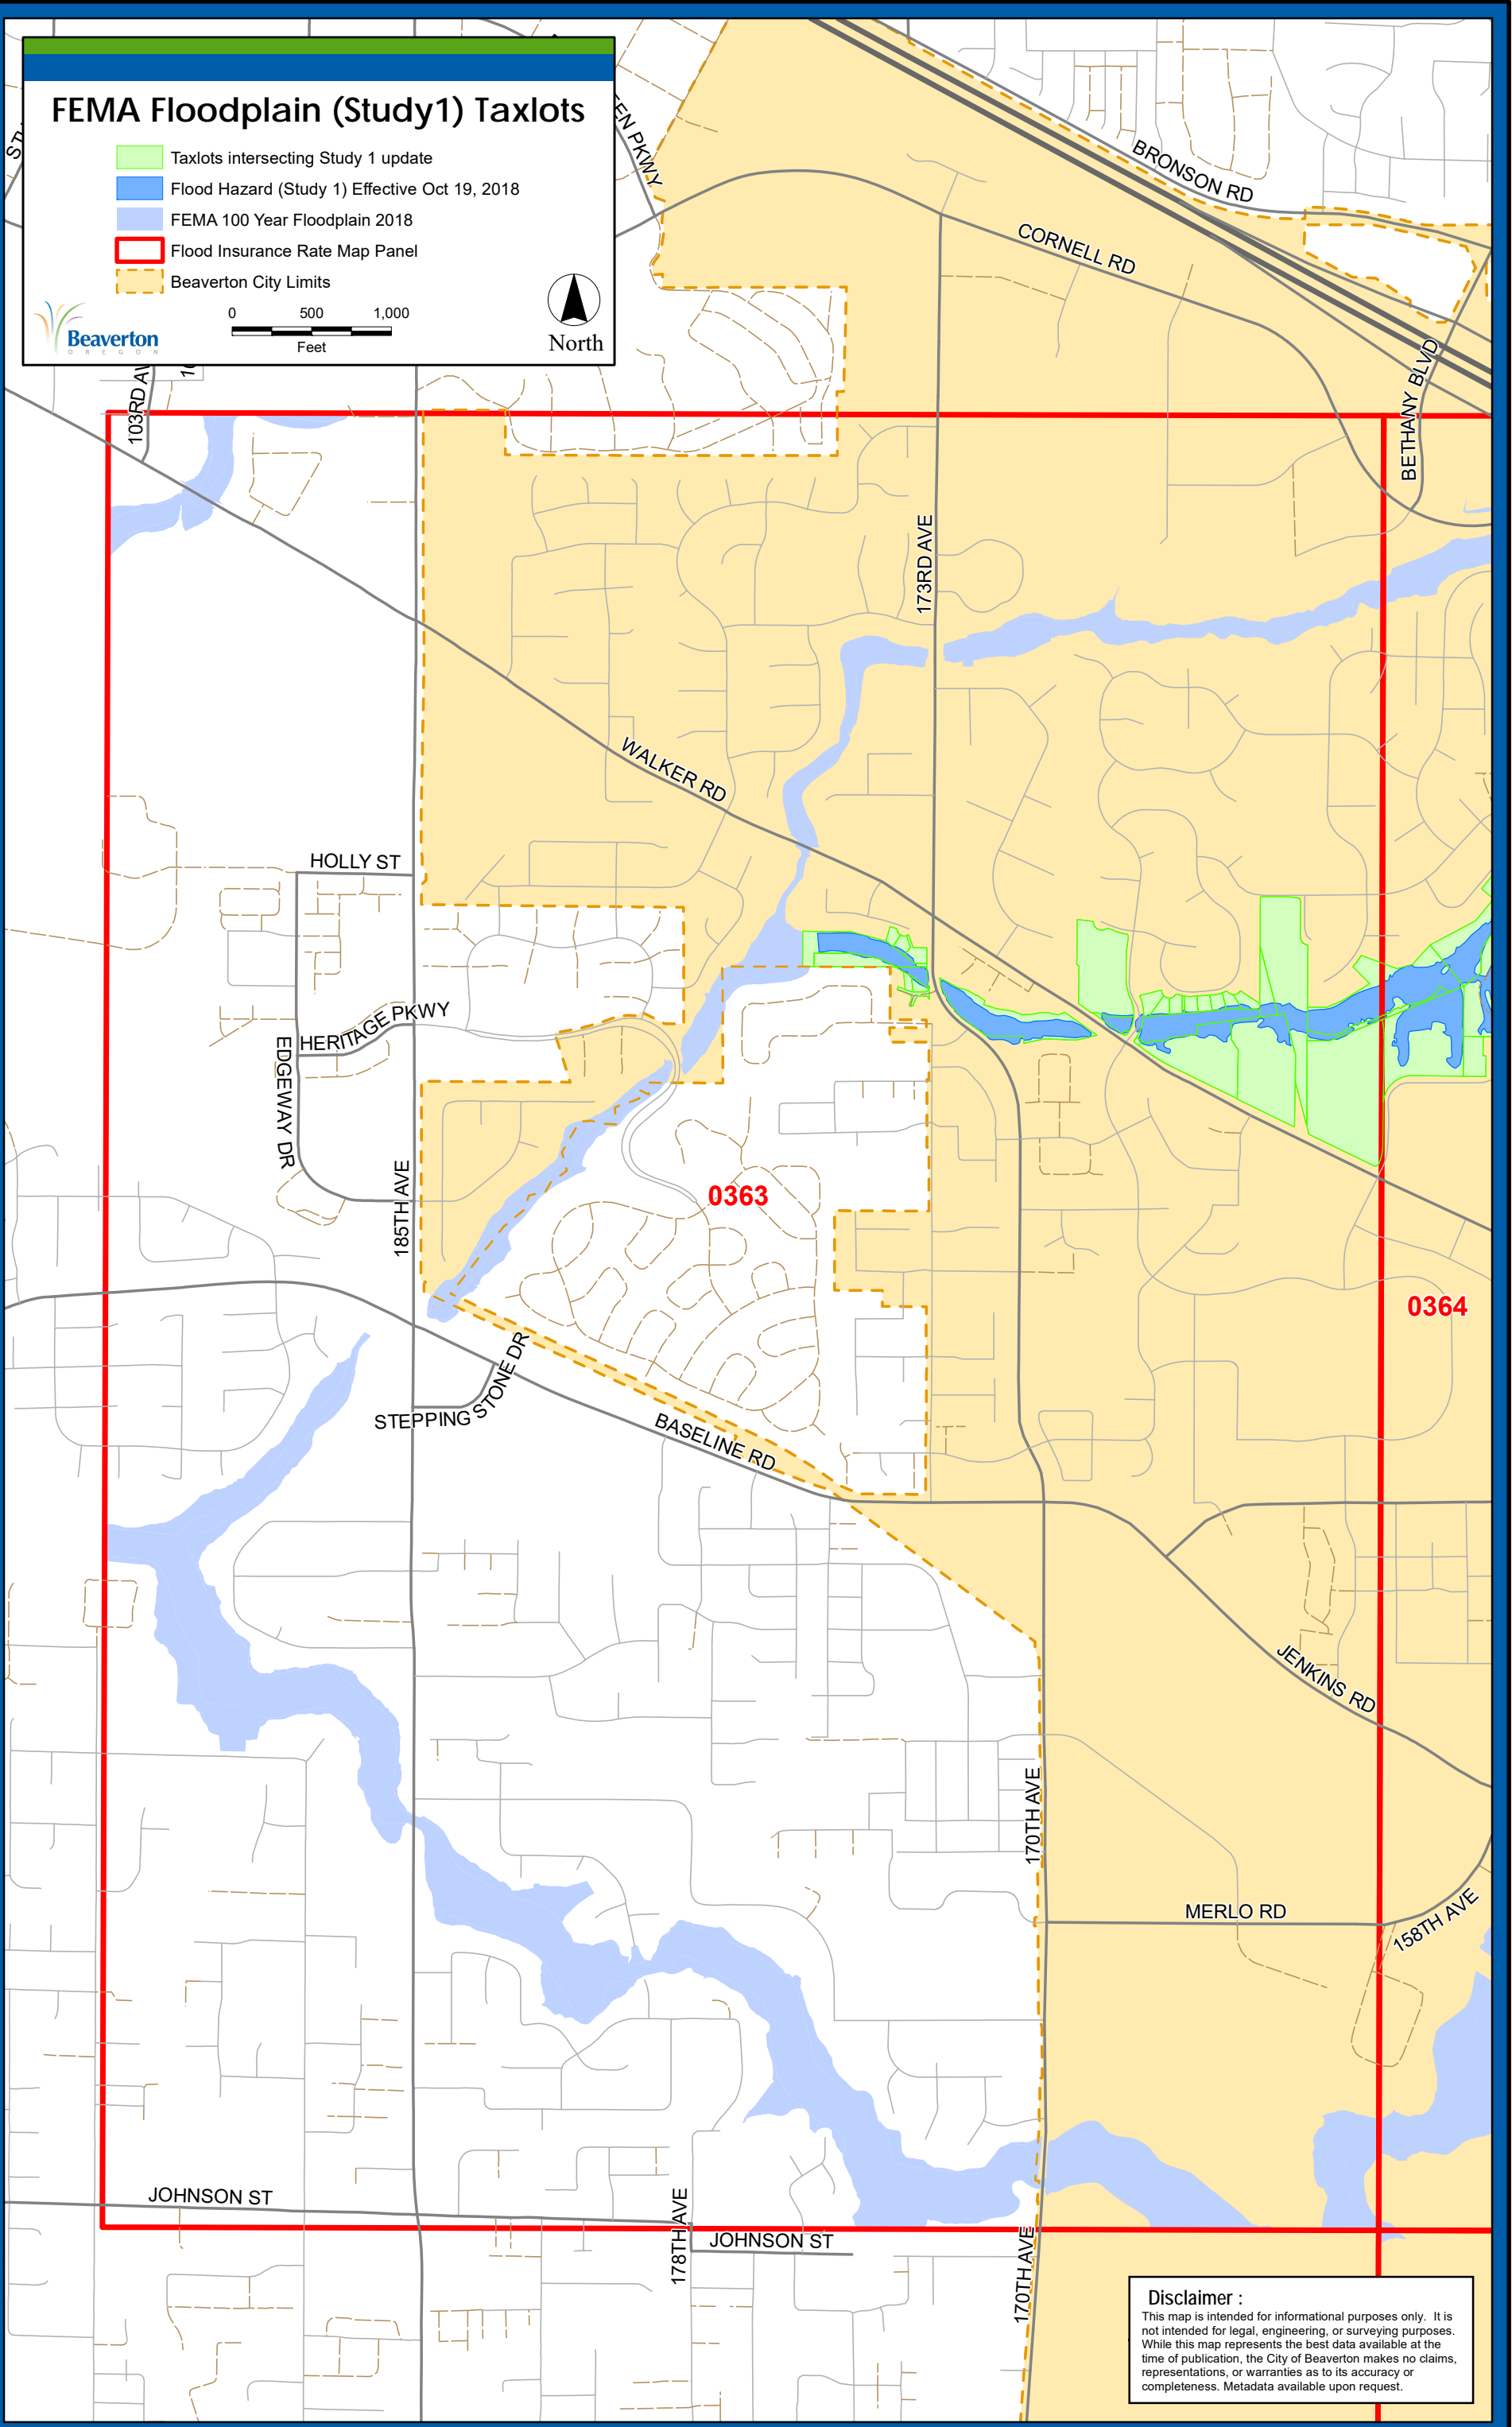 FEMA Floodplain (Study1) Taxlots
Taxlots intersecting Study 1 update
Flood Hazard (Study 1) Effective Oct 19, 2018
FEMA 100 Year Floodplain 2018
Flood Insurance Rate Map Panel
Beaverton City Limits
Beaverton
OREGON
0 500 1,000
Feet
North
PKWY
BRONSON RD
CORNELL RD
BETHANY BLVD
103RD
173RD AVE
WALKER RD
HOLLY ST
HERITAGE PKWY
EDGEWAY DR
185TH AVE
0363
0364
STEPPING STONE DR
BASELINE RD
JENKINS RD
170TH AVE
MERLO RD
158TH AVE
JOHNSON ST
178TH AVE
JOHNSON ST
170TH AVE
Disclaimer :
This map is intended for informational purposes only. It is
not intended for legal, engineering, or surveying purposes.
While this map represents the best data available at the
time of publication, the City of Beaverton makes no claims,
representations, or warranties as to its accuracy or
completeness. Metadata available upon request.